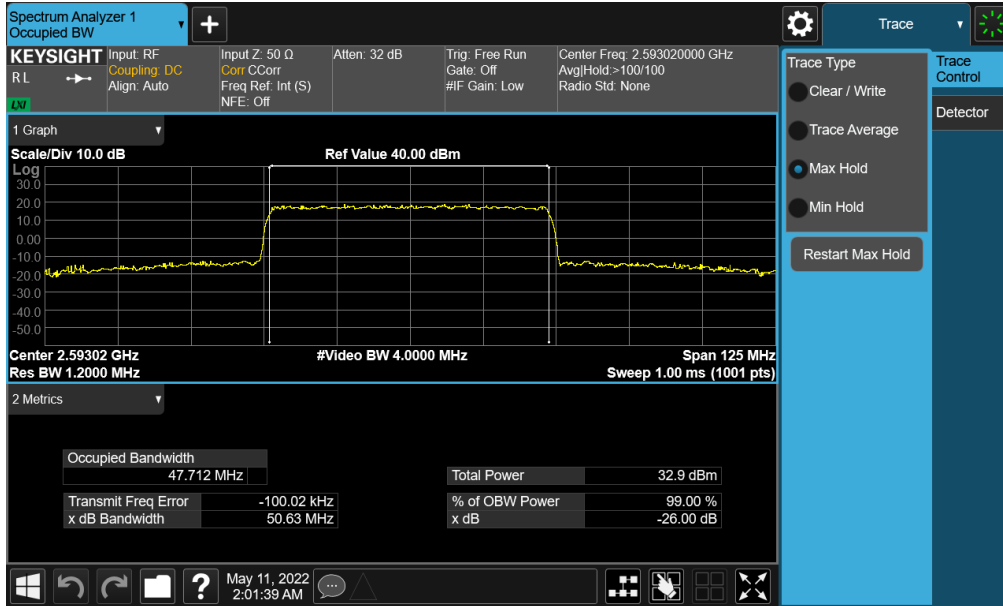 Spectrum Analyzer 1
Occupied BW
Trace
KEYSIGHT
RL
LXI
Input: RF
Coupling: DC
Align: Auto
Input Z: 50 Ω
Corr CCorr
Freq Ref: Int (S)
NFE: Off
Atten: 32 dB
Trig: Free Run
Gate: Off
#IF Gain: Low
Center Freq: 2.593020000 GHz
Avg|Hold:>100/100
Radio Std: None
Trace Type
Clear / Write
Trace Average
Max Hold
Min Hold
Restart Max Hold
Trace
Control
Detector
1 Graph
Scale/Div 10.0 dB
Ref Value 40.00 dBm
Log
30.0
20.0
10.0
0.00
-10.0
-20.0
-30.0
-40.0
-50.0
Center 2.59302 GHz
#Video BW 4.0000 MHz
Span 125 MHz
Res BW 1.2000 MHz
Sweep 1.00 ms (1001 pts)
2 Metrics
Occupied Bandwidth
47.712 MHz
Total Power 32.9 dBm
Transmit Freq Error -100.02 kHz
% of OBW Power 99.00 %
x dB Bandwidth 50.63 MHz
x dB -26.00 dB
May 11, 2022
2:01:39 AM